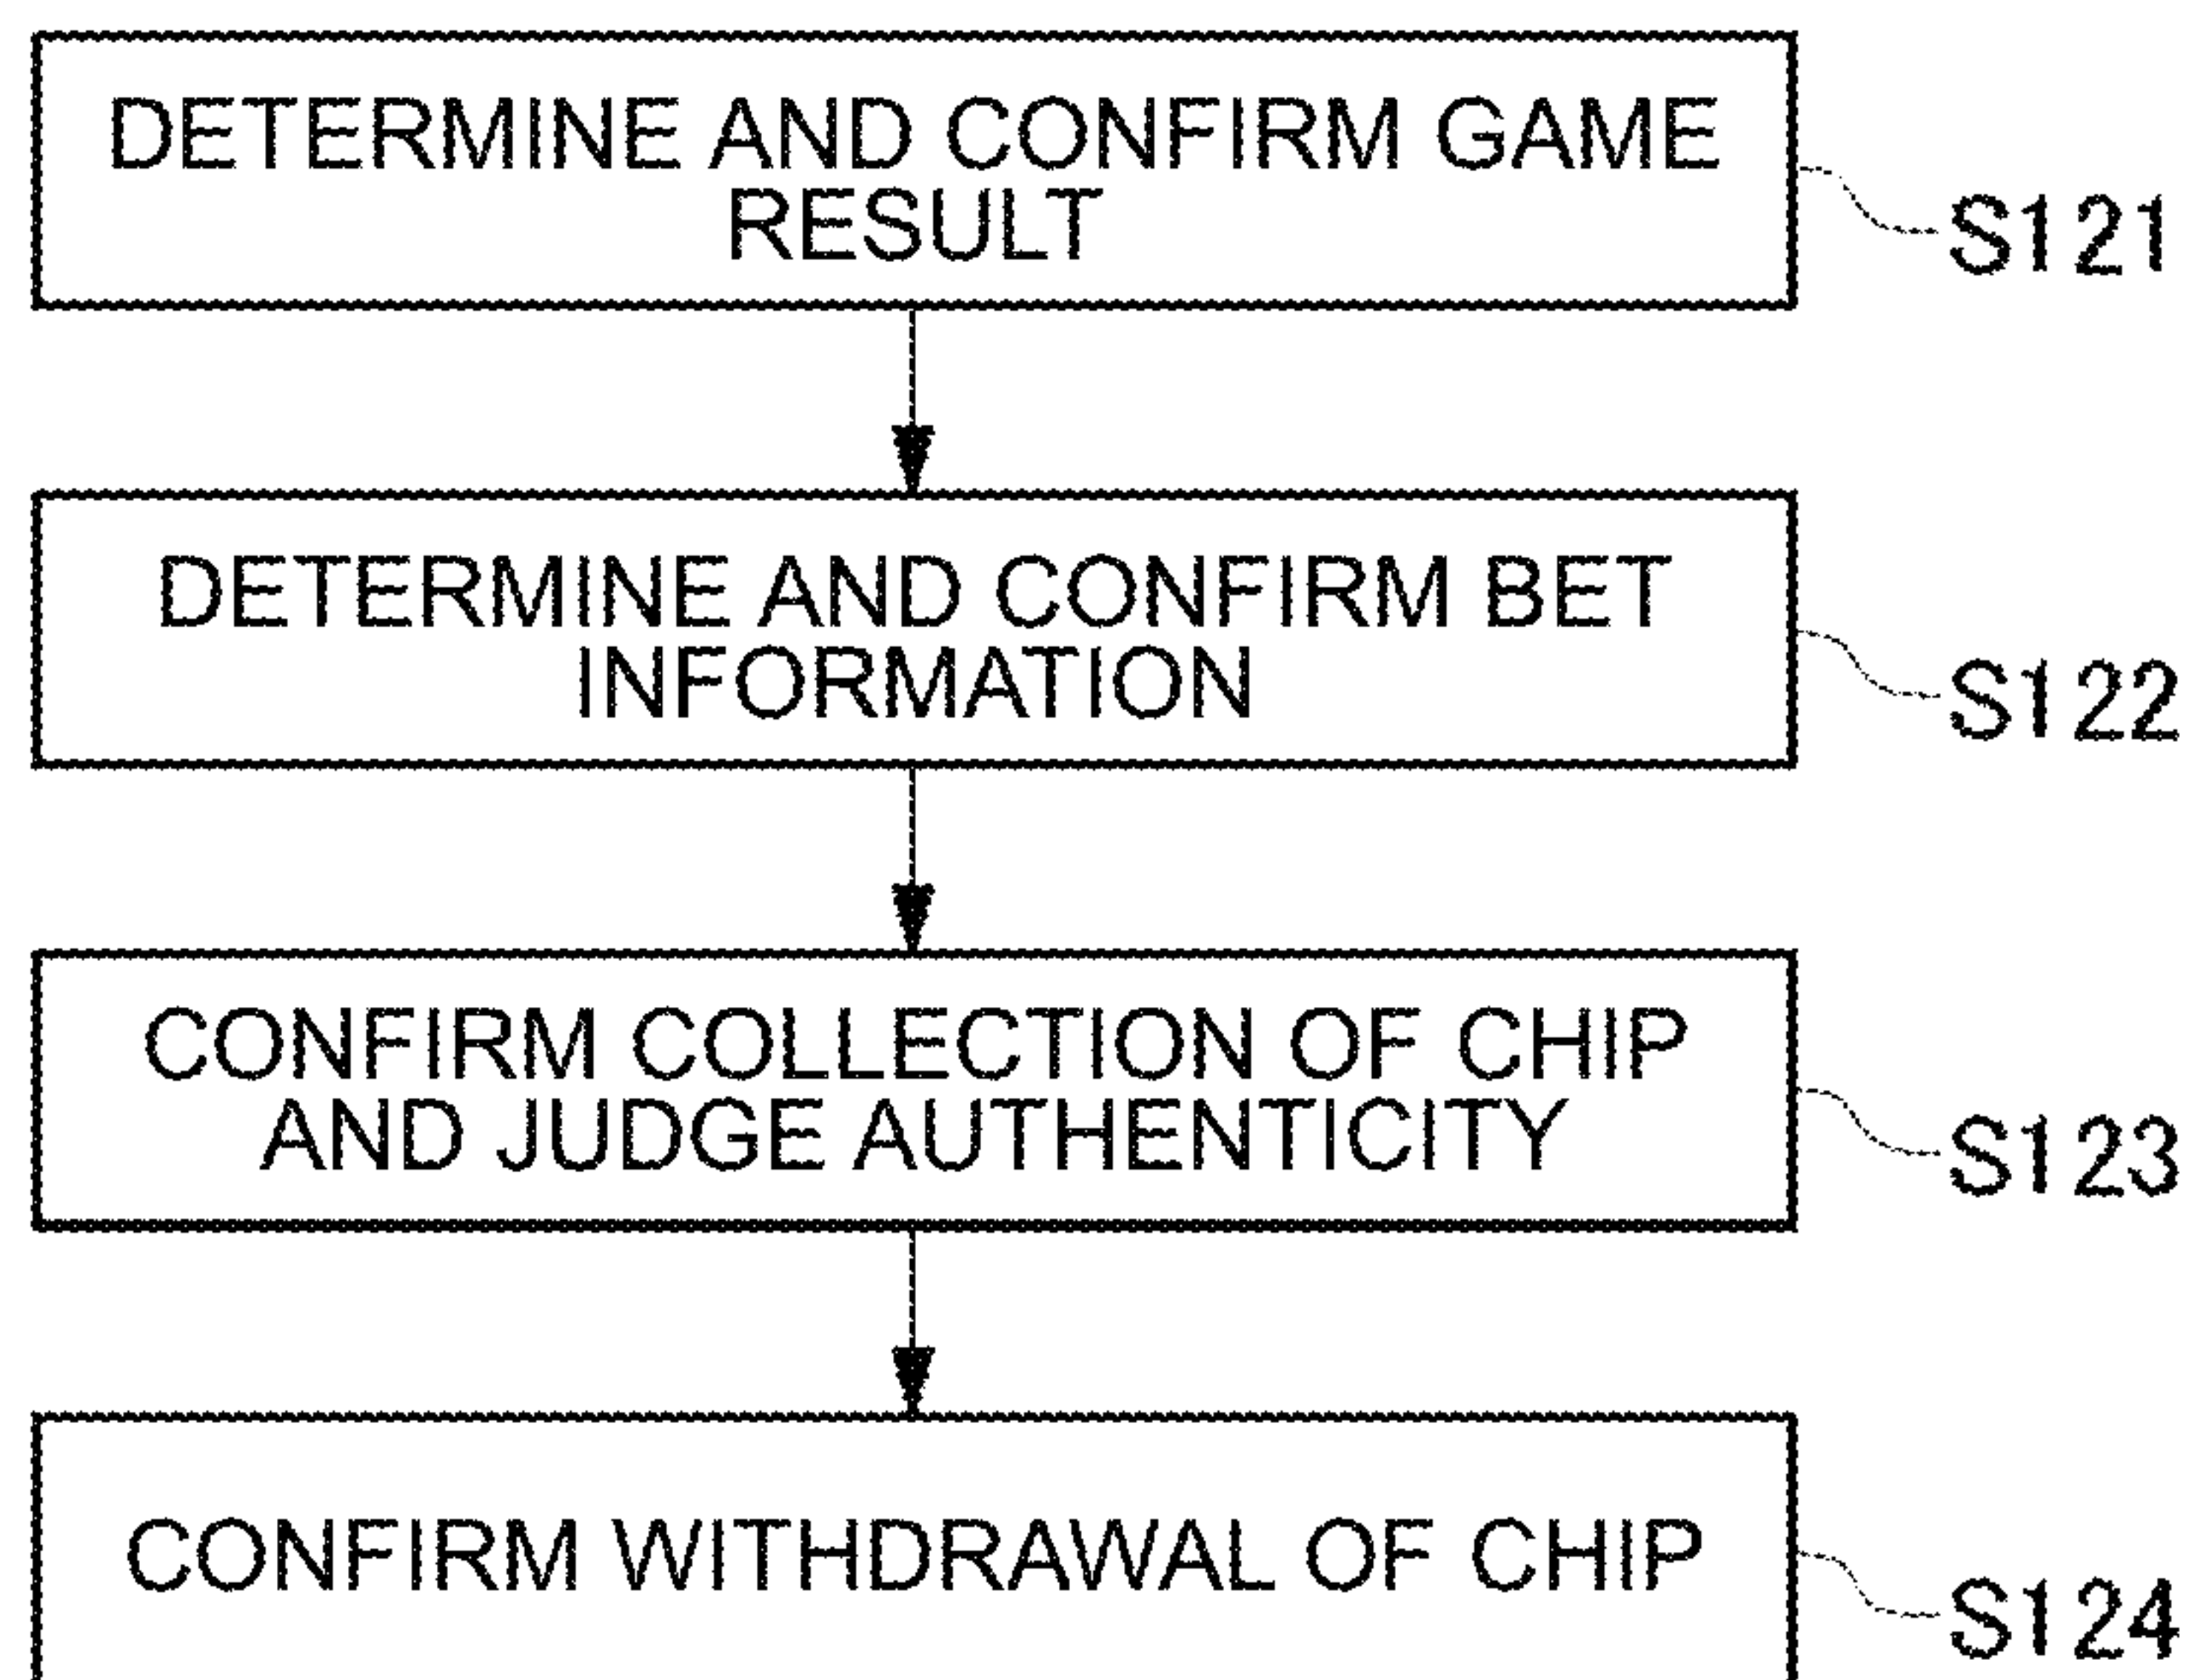 DETERMINE AND CONFIRM GAME
RESULT
S121
DETERMINE AND CONFIRM BET
INFORMATION
S122
CONFIRM COLLECTION OF CHIP
AND JUDGE AUTHENTICITY
S123
CONFIRM WITHDRAWAL OF CHIP
S124